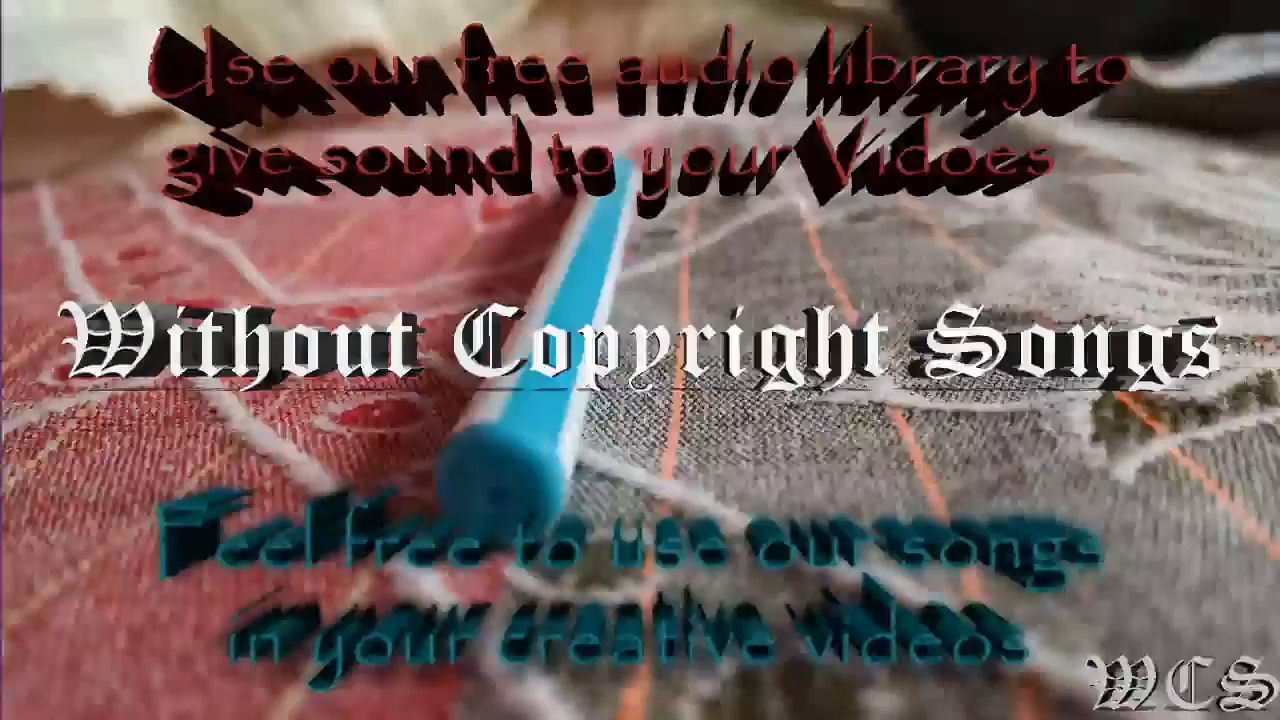 Use our free audio library to
give sound to your Vidoes
Without Copyright Songs
Feel free to use our songs
in your creative videos
WCS